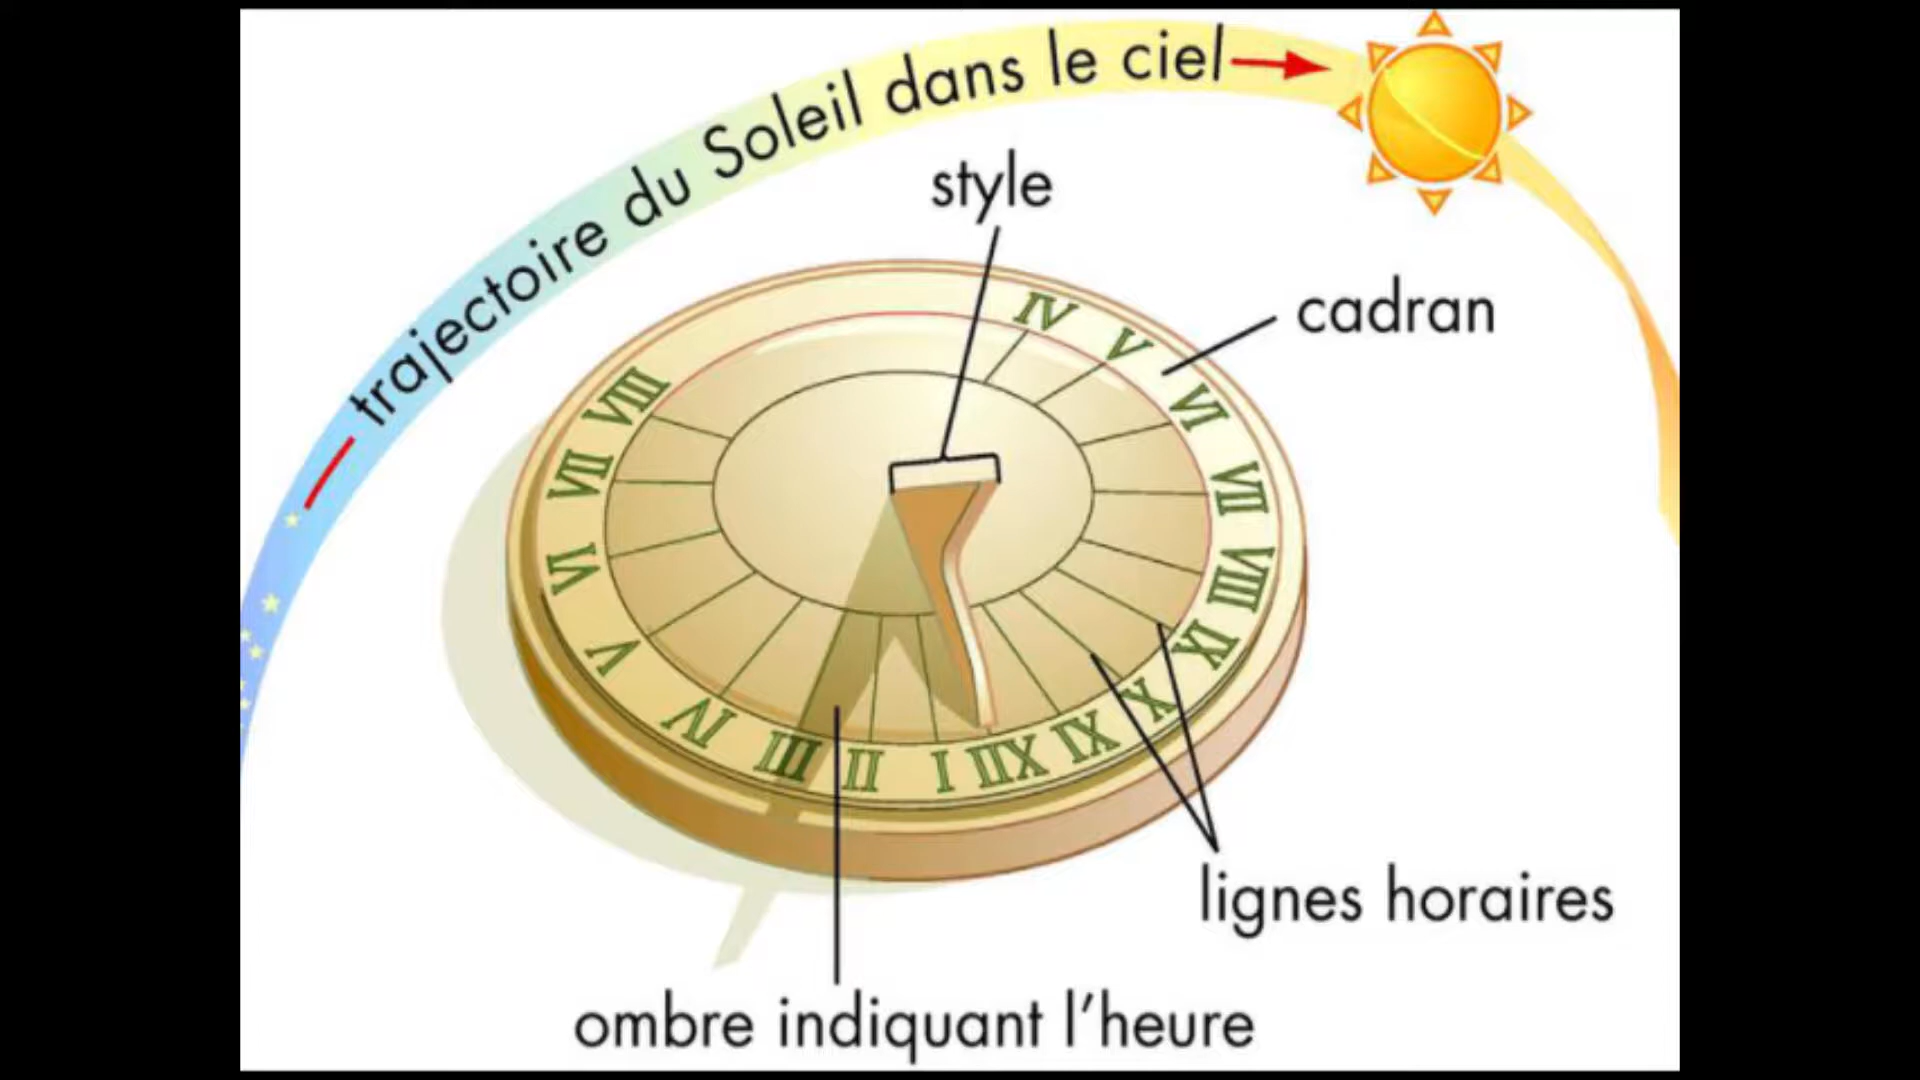 trajectoire du Soleil dans le ciel
style
cadran
IV
V
VI
VII
VIII
IX
X
XI
XII
I
II
III
IV
V
VI
VII
VIII
lignes horaires
ombre indiquant l'heure